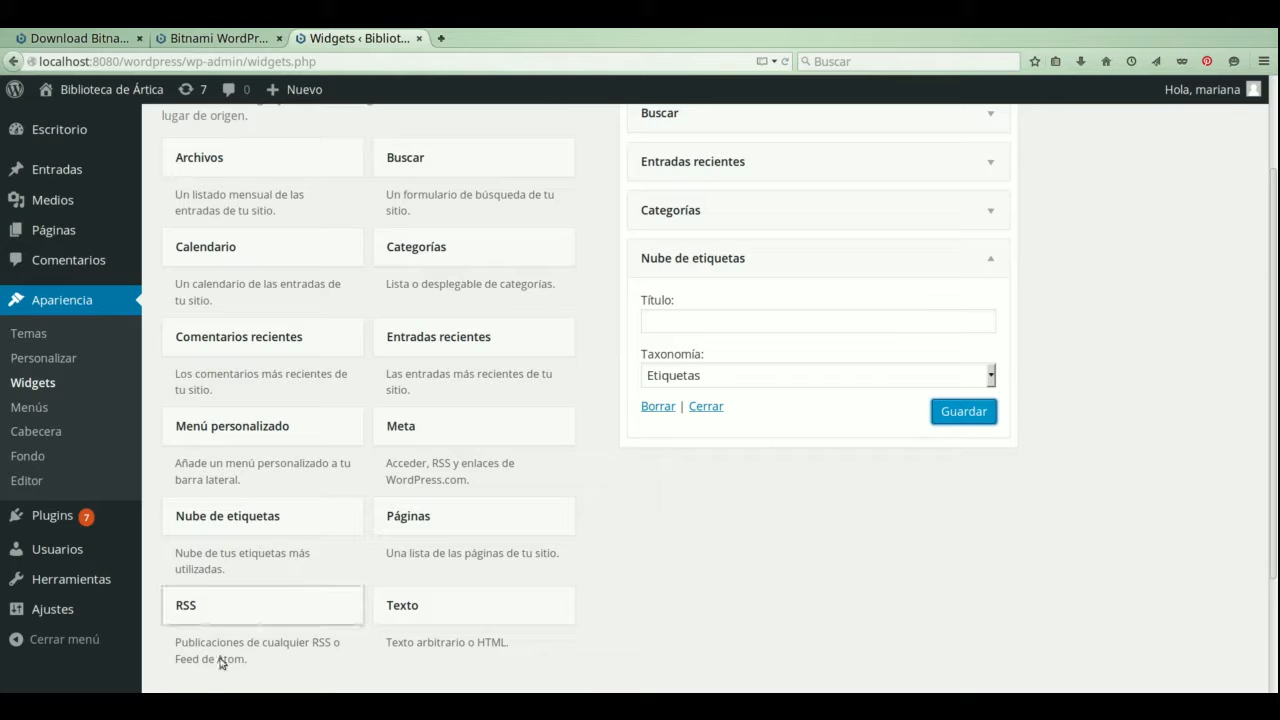 Download Bitna... × Bitnami WordPr... × Widgets ‹ Bibliot... ×
localhost:8080/wordpress/wp-admin/widgets.php
Buscar
Biblioteca de Ártica 7 0 Nuevo
Hola, mariana
Escritorio
Entradas
Medios
Páginas
Comentarios
Apariencia
Temas
Personalizar
Widgets
Menús
Cabecera
Fondo
Editor
Plugins 7
Usuarios
Herramientas
Ajustes
Cerrar menú
lugar de origen.
Archivos
Un listado mensual de las
entradas de tu sitio.
Buscar
Un formulario de búsqueda de tu
sitio.
Calendario
Un calendario de las entradas de
tu sitio.
Categorías
Lista o desplegable de categorías.
Comentarios recientes
Los comentarios más recientes de
tu sitio.
Entradas recientes
Las entradas más recientes de tu
sitio.
Menú personalizado
Añade un menú personalizado a tu
barra lateral.
Meta
Acceder, RSS y enlaces de
WordPress.com.
Nube de etiquetas
Nube de tus etiquetas más
utilizadas.
Páginas
Una lista de las páginas de tu sitio.
RSS
Publicaciones de cualquier RSS o
Feed de Atom.
Texto
Texto arbitrario o HTML.
Buscar
Entradas recientes
Categorías
Nube de etiquetas
Título:
Taxonomía:
Etiquetas
Borrar | Cerrar
Guardar